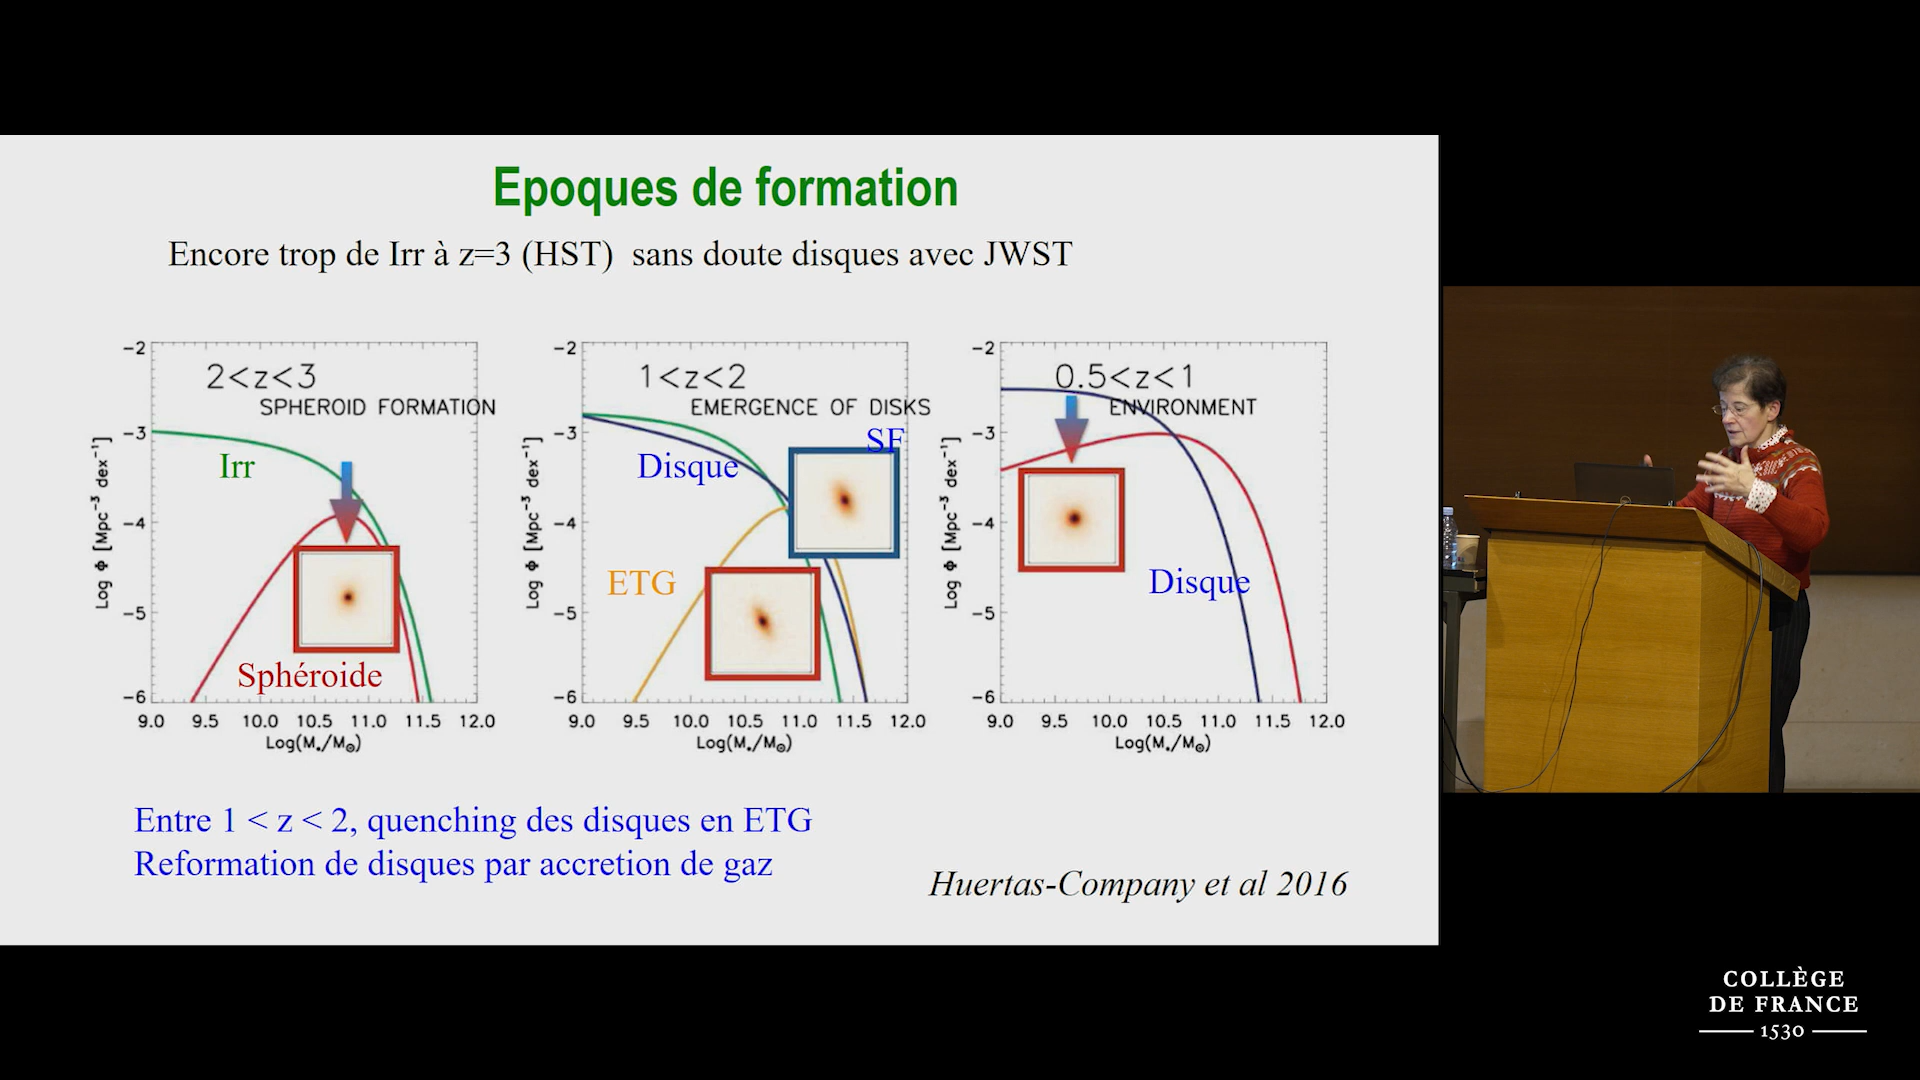 Epoques de formation
Encore trop de Irr à z=3 (HST) sans doute disques avec JWST
2<z<3
SPHEROID FORMATION
Irr
Sphéroide
-2
-3
-4
-5
-6
Log Φ [Mpc⁻³ dex⁻¹]
9.0 9.5 10.0 10.5 11.0 11.5 12.0
Log(M*/M⊙)
1<z<2
EMERGENCE OF DISKS
SF
Disque
ETG
-2
-3
-4
-5
-6
Log Φ [Mpc⁻³ dex⁻¹]
9.0 9.5 10.0 10.5 11.0 11.5 12.0
Log(M*/M⊙)
0.5<z<1
ENVIRONMENT
Disque
-2
-3
-4
-5
-6
Log Φ [Mpc⁻³ dex⁻¹]
9.0 9.5 10.0 10.5 11.0 11.5 12.0
Log(M*/M⊙)
Entre 1 < z < 2, quenching des disques en ETG
Reformation de disques par accretion de gaz
Huertas-Company et al 2016
COLLÈGE
DE FRANCE
1530